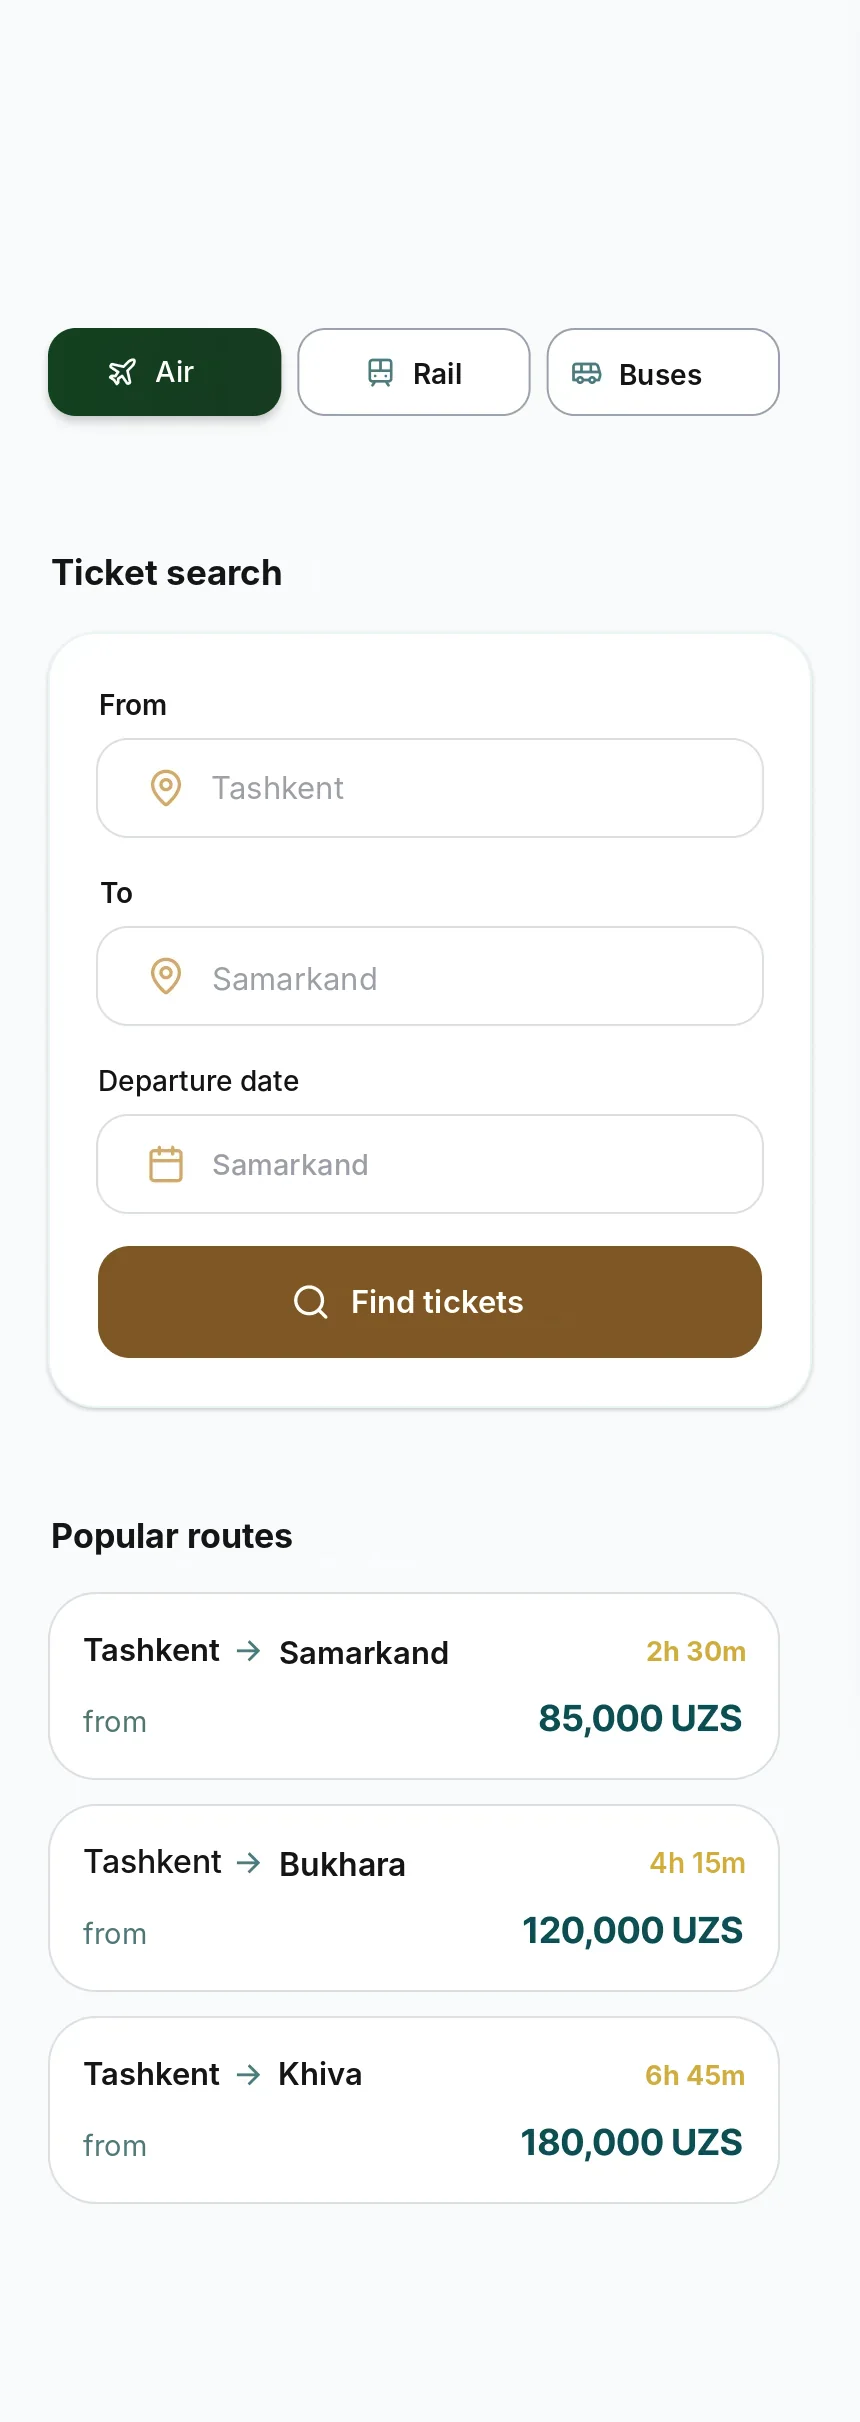 Air
Rail
Buses
Ticket search
From
Tashkent
To
Samarkand
Departure date
Samarkand
Find tickets
Popular routes
Tashkent → Samarkand 2h 30m
from 85,000 UZS
Tashkent → Bukhara 4h 15m
from 120,000 UZS
Tashkent → Khiva 6h 45m
from 180,000 UZS